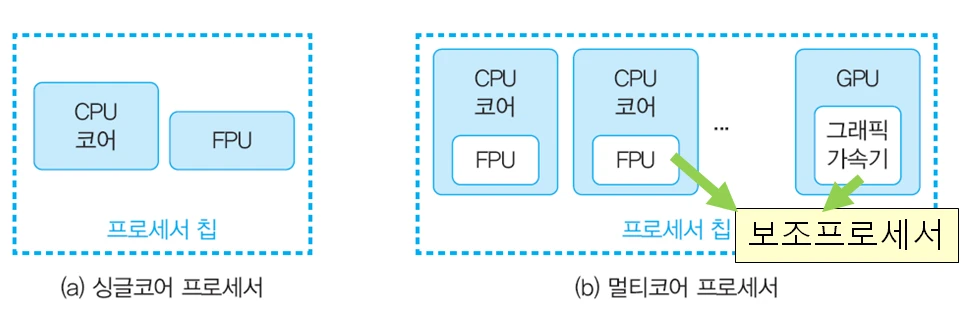 CPU
코어
FPU
프로세서 칩
(a) 싱글코어 프로세서
CPU
코어
FPU
CPU
코어
FPU
...
GPU
그래픽
가속기
프로세서 칩
보조프로세서
(b) 멀티코어 프로세서